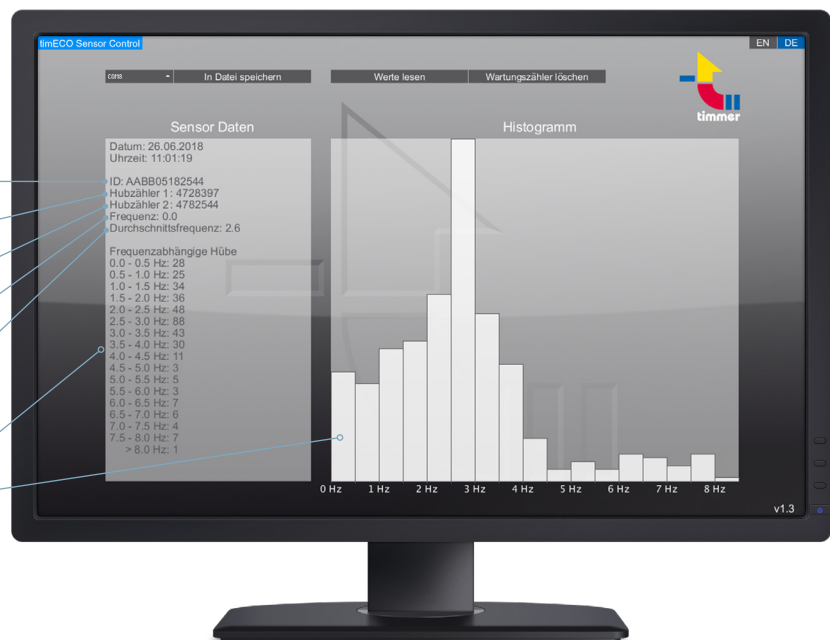 timECO Sensor Control
EN DE
COM8
In Datei speichern
Werte lesen
Wartungszähler löschen
timmer
Sensor Daten
Datum: 26.06.2018
Uhrzeit: 11:01:19
ID: AABB05182544
Hubzähler 1: 4728397
Hubzähler 2: 4782544
Frequenz: 0.0
Durchschnittsfrequenz: 2.6
Frequenzabhängige Hübe
0.0 - 0.5 Hz: 28
0.5 - 1.0 Hz: 25
1.0 - 1.5 Hz: 34
1.5 - 2.0 Hz: 36
2.0 - 2.5 Hz: 48
2.5 - 3.0 Hz: 88
3.0 - 3.5 Hz: 43
3.5 - 4.0 Hz: 30
4.0 - 4.5 Hz: 11
4.5 - 5.0 Hz: 3
5.0 - 5.5 Hz: 5
5.5 - 6.0 Hz: 3
6.0 - 6.5 Hz: 7
6.5 - 7.0 Hz: 6
7.0 - 7.5 Hz: 4
7.5 - 8.0 Hz: 7
> 8.0 Hz: 1
Histogramm
0 Hz 1 Hz 2 Hz 3 Hz 4 Hz 5 Hz 6 Hz 7 Hz 8 Hz
v1.3